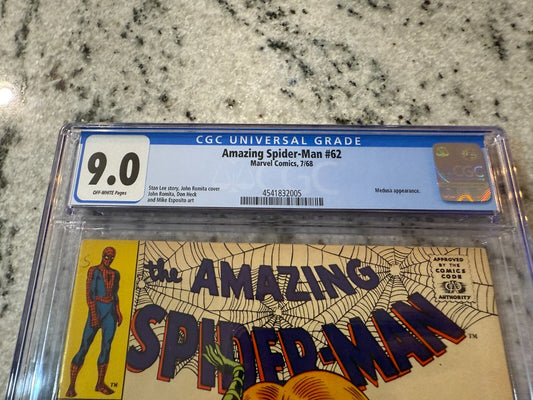 CGC UNIVERSAL GRADE
9.0
OFF-WHITE Pages
Amazing Spider-Man #62
Marvel Comics, 7/68
Stan Lee story, John Romita cover
John Romita, Don Heck
and Mike Esposito art
4541832005
Medusa appearance.
CGC
the AMAZING
SPIDER-MAN
TM
TM
APPROVED
BY THE
COMICS
CODE
AUTHORITY